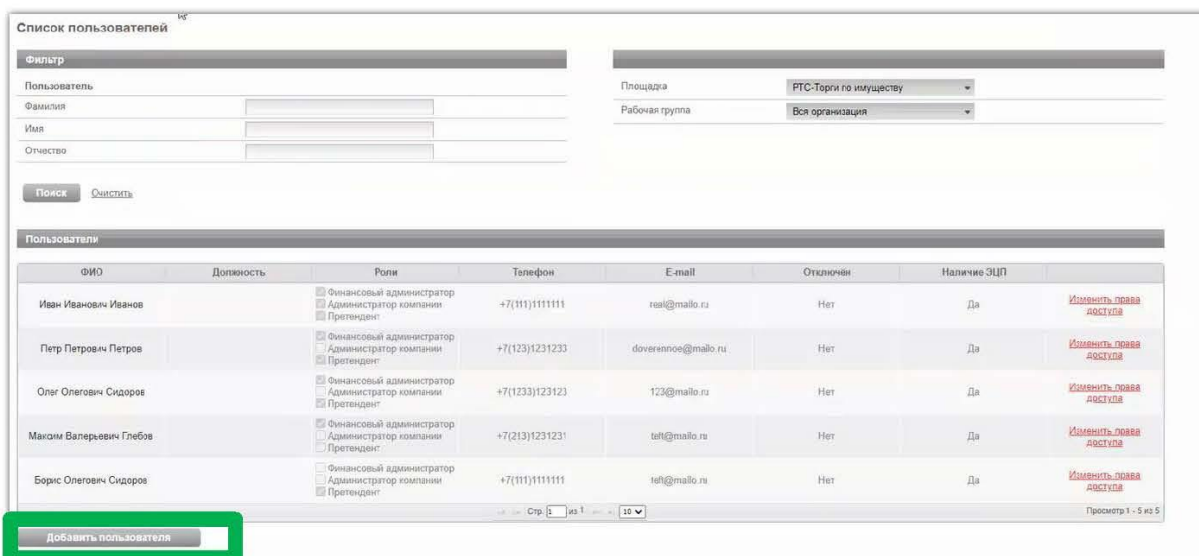 Список пользователей
Фильтр
Пользователь
Фамилия
Имя
Отчество
Площадка РТС-Торги по имуществу
Рабочая группа Вся организация
Поиск Очистить
Пользователи
ФИО Должность Роли Телефон E-mail Отключён Наличие ЭЦП
Иван Иванович Иванов Финансовый администратор Администратор компании Претендент +7(111)1111111 real@mailo.ru Нет Да Изменить права доступа
Петр Петрович Петров Финансовый администратор Администратор компании Претендент +7(123)1231233 doverennoe@mailo.ru Нет Да Изменить права доступа
Олег Олегович Сидоров Финансовый администратор Администратор компании Претендент +7(1233)123123 123@mailo.ru Нет Да Изменить права доступа
Максим Валерьевич Глебов Финансовый администратор Администратор компании Претендент +7(213)1231231 Нет Да Изменить права доступа
Борис Олегович Сидоров Финансовый администратор Администратор компании Претендент +7(111)1111111 Нет Да Изменить права доступа
Стр. 1 из 1 10 Просмотр 1 - 5 из 5
Добавить пользователя